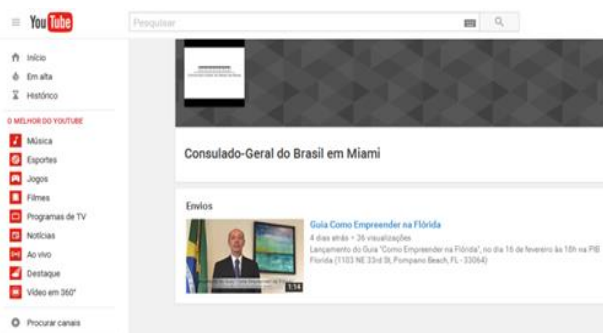 YouTube
Pesquisar
Início
Em alta
Histórico
O MELHOR DO YOUTUBE
Música
Esportes
Jogos
Filmes
Programas de TV
Notícias
Ao vivo
Destaque
Vídeo em 360°
Procurar canais
Consulado-Geral do Brasil em Miami
Envios
Guia Como Empreender na Flórida
4 dias atrás • 26 visualizações
Lançamento do Guia "Como Empreender na Flórida", no dia 16 de fevereiro às 18h na PIB
Florida (1103 NE 33rd St, Pompano Beach, FL - 33064)
1:14